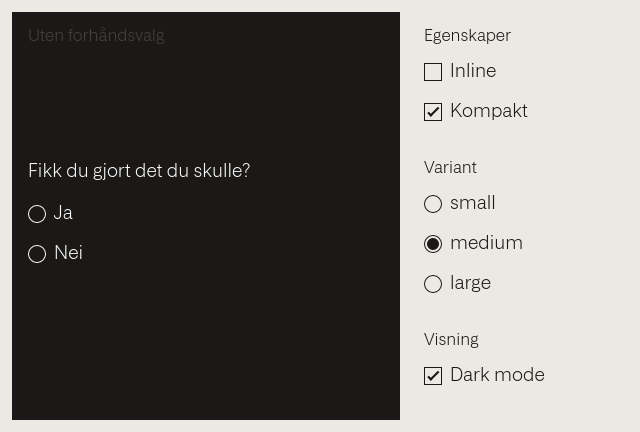 Uten forhåndsvalg
Fikk du gjort det du skulle?
Ja
Nei
Egenskaper
Inline
Kompakt
Variant
small
medium
large
Visning
Dark mode